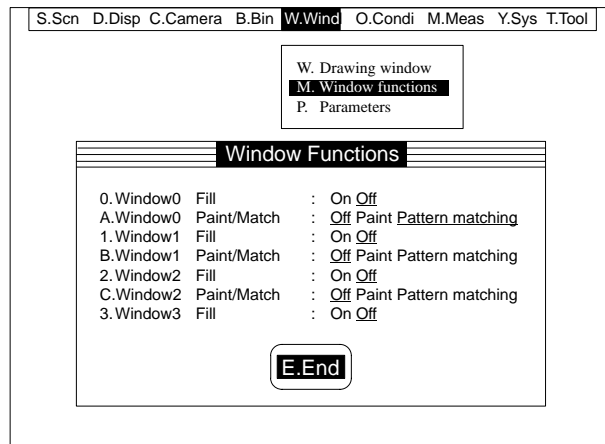 S.Scn D.Disp C.Camera B.Bin W.Wind O.Condi M.Meas Y.Sys T.Tool
W. Drawing window
M. Window functions
P. Parameters
Window Functions
0.Window0 Fill : On Off
A.Window0 Paint/Match : Off Paint Pattern matching
1.Window1 Fill : On Off
B.Window1 Paint/Match : Off Paint Pattern matching
2.Window2 Fill : On Off
C.Window2 Paint/Match : Off Paint Pattern matching
3.Window3 Fill : On Off
E.End